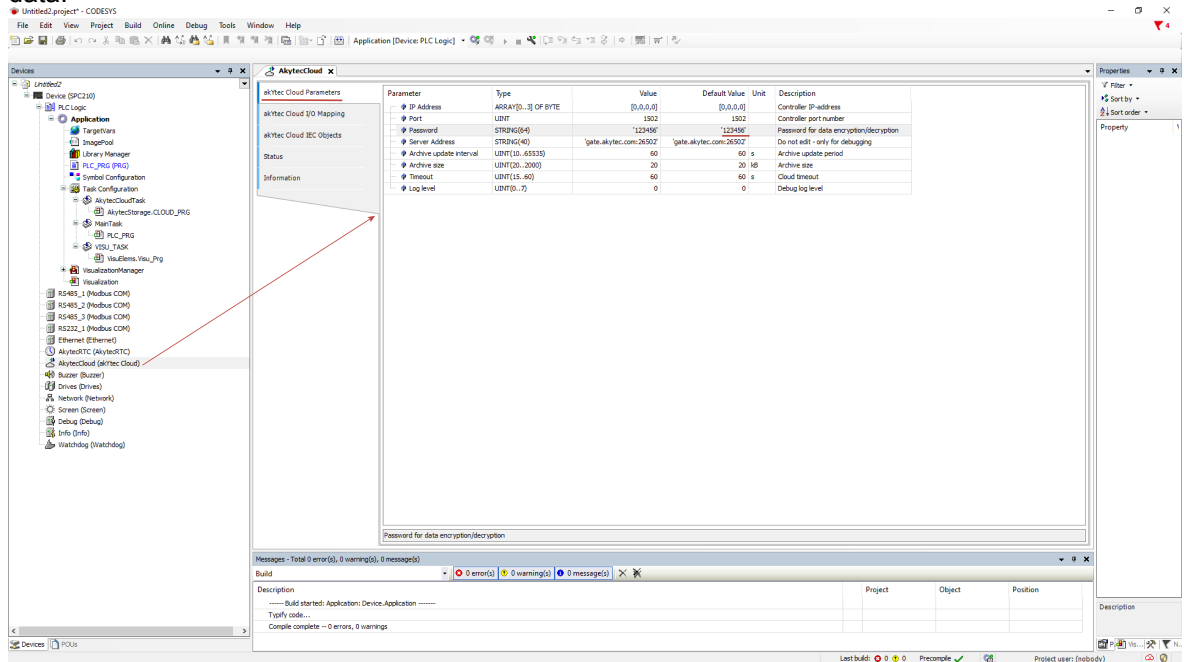 data.
Untitled2.project* - CODESYS
File Edit View Project Build Online Debug Tools Window Help
4
Application [Device: PLC Logic]
Devices
AkytecCloud
Properties
Untitled2
Device (SPC210)
PLC Logic
Application
TargetVars
ImagePool
Library Manager
PLC_PRG (PRG)
Symbol Configuration
Task Configuration
AkytecCloudTask
AkytecStorage.CLOUD_PRG
MainTask
PLC_PRG
VISU_TASK
VisuElems.Visu_Prg
VisualizationManager
Visualization
RS485_1 (Modbus COM)
RS485_2 (Modbus COM)
RS485_3 (Modbus COM)
RS232_1 (Modbus COM)
Ethernet (Ethernet)
AkytecRTC (AkytecRTC)
AkytecCloud (akYtec Cloud)
Buzzer (Buzzer)
Drives (Drives)
Network (Network)
Screen (Screen)
Debug (Debug)
Info (Info)
Watchdog (Watchdog)
Devices POUs
akYtec Cloud Parameters
akYtec Cloud I/O Mapping
akYtec Cloud IEC Objects
Status
Information
Parameter Type Value Default Value Unit Description
IP Address ARRAY[0..3] OF BYTE [0,0,0,0] [0,0,0,0] Controller IP-address
Port UINT 1502 1502 Controller port number
Password STRING(64) '123456' '123456' Password for data encryption/decryption
Server Address STRING(40) 'gate.akytec.com:26502' 'gate.akytec.com:26502' Do not edit - only for debugging
Archive update interval UINT(10..65535) 60 60 s Archive update period
Archive size UINT(20..2000) 20 20 kB Archive size
Timeout UINT(15..60) 60 60 s Cloud timeout
Log level UINT(0..7) 0 0 Debug log level
Password for data encryption/decryption
Filter
Sort by
Sort order
Property
Description
Messages - Total 0 error(s), 0 warning(s), 0 message(s)
Build 0 error(s) 0 warning(s) 0 message(s)
Description Project Object Position
------ Build started: Application: Device.Application -------
Typify code...
Compile complete -- 0 errors, 0 warnings
Last build: 0 0 Precompile Project user: (nobody)